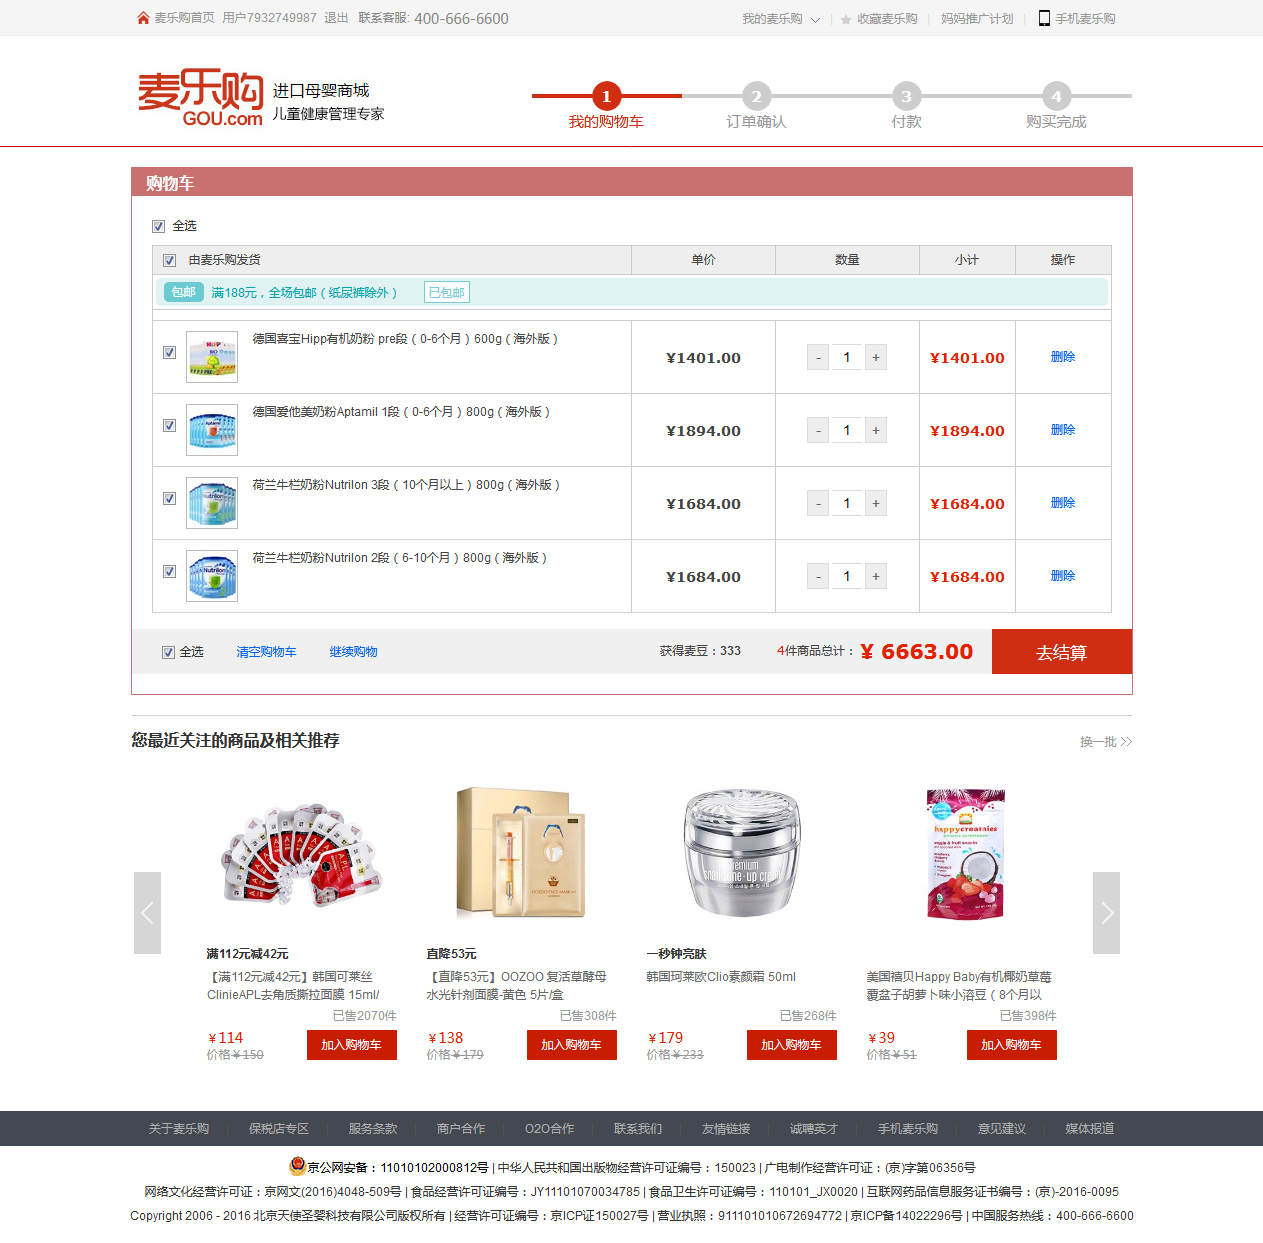 麦乐购首页 用户7932749987 退出 联系客服: 400-666-6600 我的麦乐购 收藏麦乐购 妈妈推广计划 手机麦乐购
麦乐购 GOU.com
进口母婴商城
儿童健康管理专家
1 2 3 4
我的购物车 订单确认 付款 购买完成
购物车
全选
由麦乐购发货 单价 数量 小计 操作
包邮 满188元，全场包邮（纸尿裤除外） 已包邮
德国喜宝Hipp有机奶粉 pre段（0-6个月）600g（海外版）
¥1401.00 - 1 + ¥1401.00 删除
德国爱他美奶粉Aptamil 1段（0-6个月）800g（海外版）
¥1894.00 - 1 + ¥1894.00 删除
荷兰牛栏奶粉Nutrilon 3段（10个月以上）800g（海外版）
¥1684.00 - 1 + ¥1684.00 删除
荷兰牛栏奶粉Nutrilon 2段（6-10个月）800g（海外版）
¥1684.00 - 1 + ¥1684.00 删除
全选 清空购物车 继续购物 获得麦豆：333 4件商品总计： ¥ 6663.00 去结算
您最近关注的商品及相关推荐 换一批 >>
满112元减42元 直降53元 一秒钟亮肤
【满112元减42元】韩国可莱丝 【直降53元】OOZOO 复活草酵母 韩国珂莱欧Clio素颜霜 50ml 美国禧贝Happy Baby有机椰奶草莓
ClinieAPL去角质撕拉面膜 15ml/ 水光针剂面膜-黄色 5片/盒 覆盆子胡萝卜味小溶豆（8个月以
已售2070件 已售308件 已售268件 已售398件
¥114 ¥138 ¥179 ¥39
加入购物车 加入购物车 加入购物车 加入购物车
价格¥150 价格¥179 价格¥233 价格¥51
关于麦乐购 保税店专区 服务条款 商户合作 O2O合作 联系我们 友情链接 诚聘英才 手机麦乐购 意见建议 媒体报道
京公网安备：11010102000812号 | 中华人民共和国出版物经营许可证编号：150023 | 广电制作经营许可证：(京)字第06356号
网络文化经营许可证：京网文(2016)4048-509号 | 食品经营许可证编号：JY11101070034785 | 食品卫生许可证编号：110101_JX0020 | 互联网药品信息服务证书编号：(京)-2016-0095
Copyright 2006 - 2016 北京天使圣婴科技有限公司版权所有 | 经营许可证编号：京ICP证150027号 | 营业执照：911101010672694772 | 京ICP备14022296号 | 中国服务热线：400-666-6600